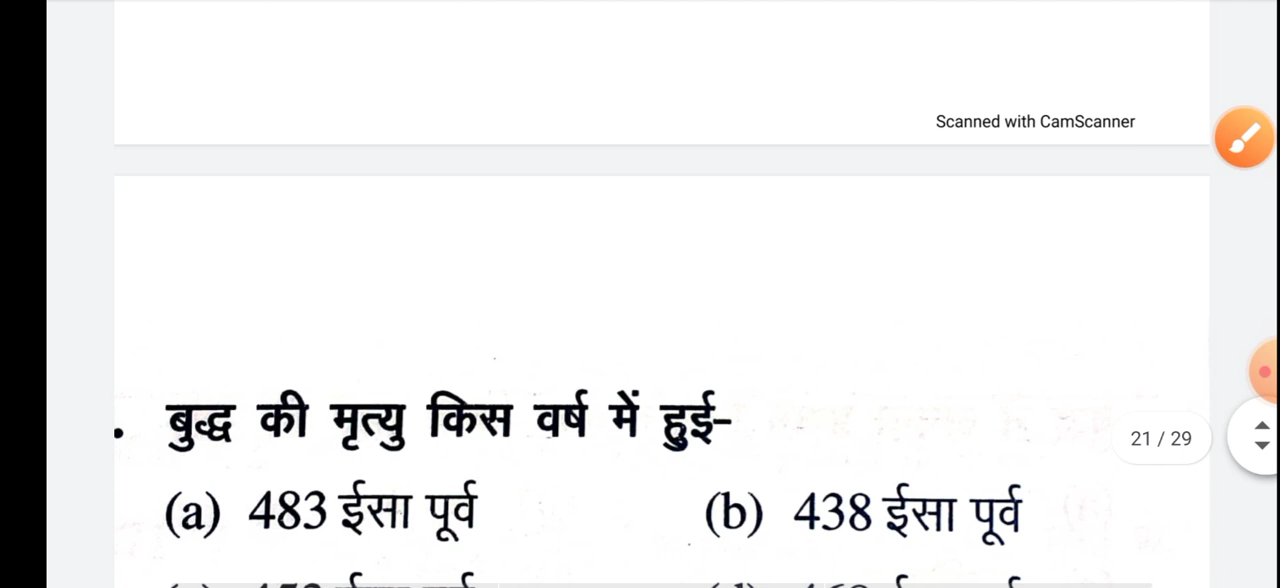 Scanned with CamScanner
. बुद्ध की मृत्यु किस वर्ष में हुई-
21 / 29
(a) 483 ईसा पूर्व (b) 438 ईसा पूर्व